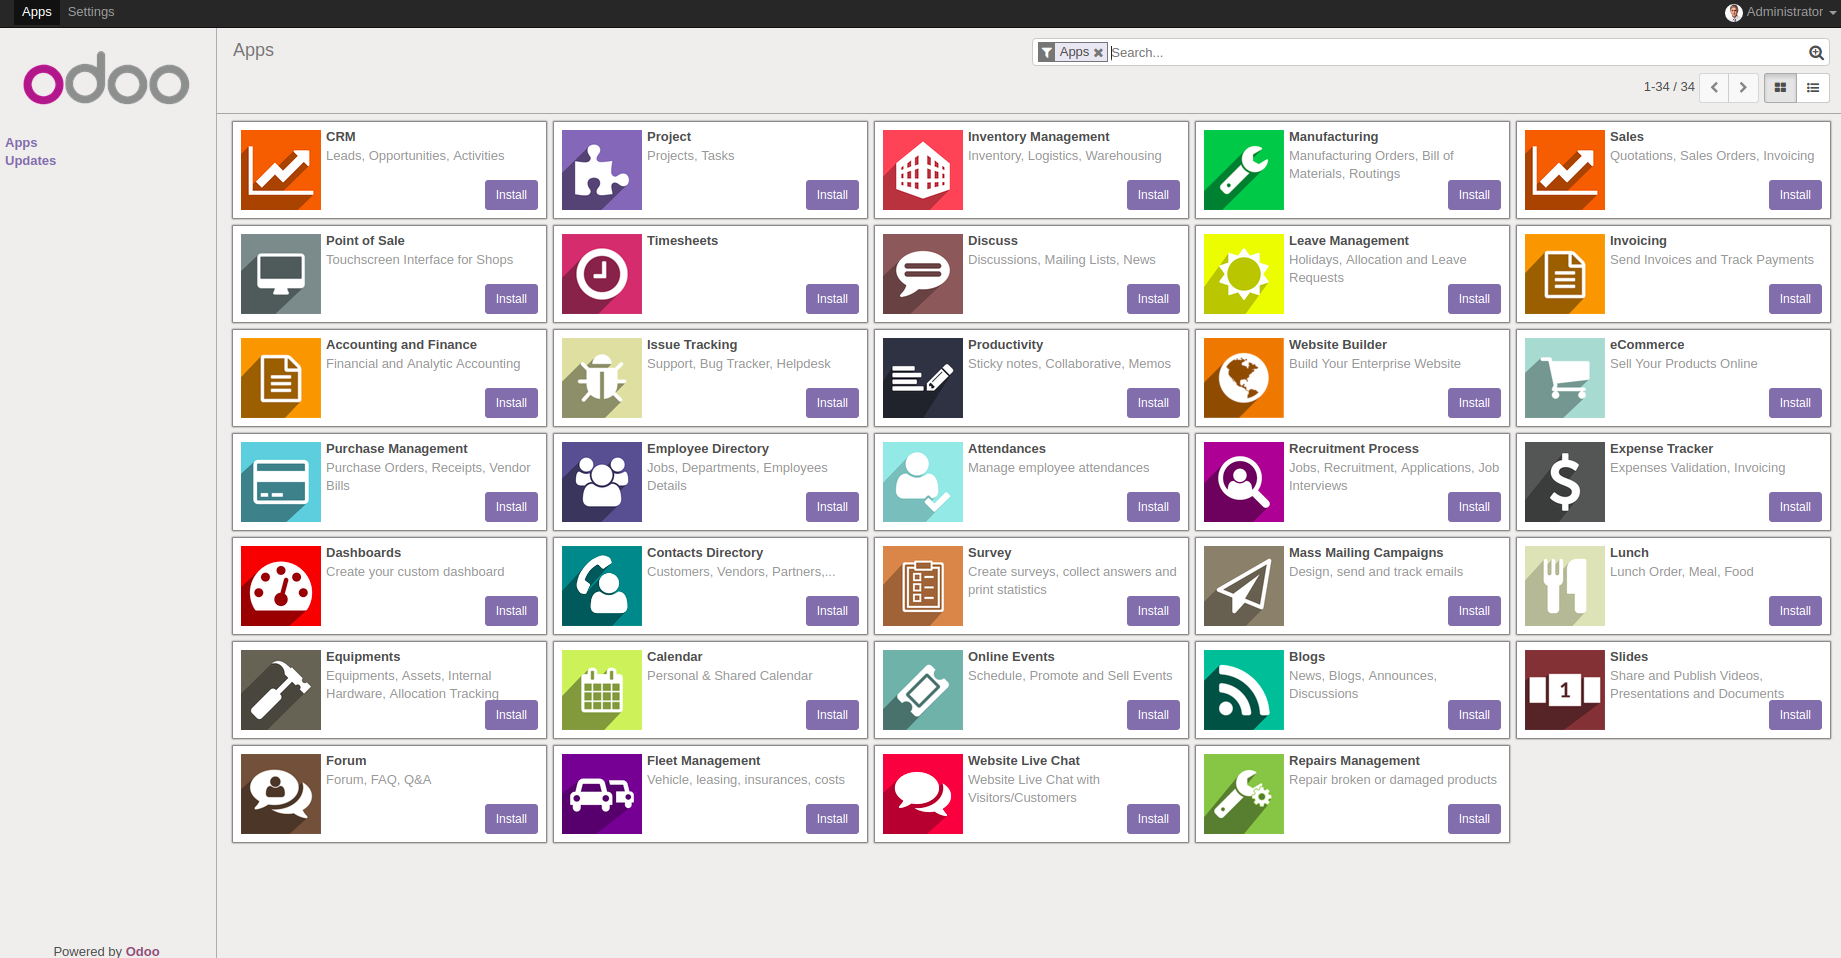 Apps Settings Administrator
odoo
Apps
Updates
Powered by Odoo
Apps
Apps Search...
1-34 / 34
CRM
Leads, Opportunities, Activities
Install
Project
Projects, Tasks
Install
Inventory Management
Inventory, Logistics, Warehousing
Install
Manufacturing
Manufacturing Orders, Bill of
Materials, Routings
Install
Sales
Quotations, Sales Orders, Invoicing
Install
Point of Sale
Touchscreen Interface for Shops
Install
Timesheets
Install
Discuss
Discussions, Mailing Lists, News
Install
Leave Management
Holidays, Allocation and Leave
Requests
Install
Invoicing
Send Invoices and Track Payments
Install
Accounting and Finance
Financial and Analytic Accounting
Install
Issue Tracking
Support, Bug Tracker, Helpdesk
Install
Productivity
Sticky notes, Collaborative, Memos
Install
Website Builder
Build Your Enterprise Website
Install
eCommerce
Sell Your Products Online
Install
Purchase Management
Purchase Orders, Receipts, Vendor
Bills
Install
Employee Directory
Jobs, Departments, Employees
Details
Install
Attendances
Manage employee attendances
Install
Recruitment Process
Jobs, Recruitment, Applications, Job
Interviews
Install
Expense Tracker
Expenses Validation, Invoicing
Install
Dashboards
Create your custom dashboard
Install
Contacts Directory
Customers, Vendors, Partners,...
Install
Survey
Create surveys, collect answers and
print statistics
Install
Mass Mailing Campaigns
Design, send and track emails
Install
Lunch
Lunch Order, Meal, Food
Install
Equipments
Equipments, Assets, Internal
Hardware, Allocation Tracking
Install
Calendar
Personal & Shared Calendar
Install
Online Events
Schedule, Promote and Sell Events
Install
Blogs
News, Blogs, Announces,
Discussions
Install
1
Slides
Share and Publish Videos,
Presentations and Documents
Install
Forum
Forum, FAQ, Q&A
Install
Fleet Management
Vehicle, leasing, insurances, costs
Install
Website Live Chat
Website Live Chat with
Visitors/Customers
Install
Repairs Management
Repair broken or damaged products
Install